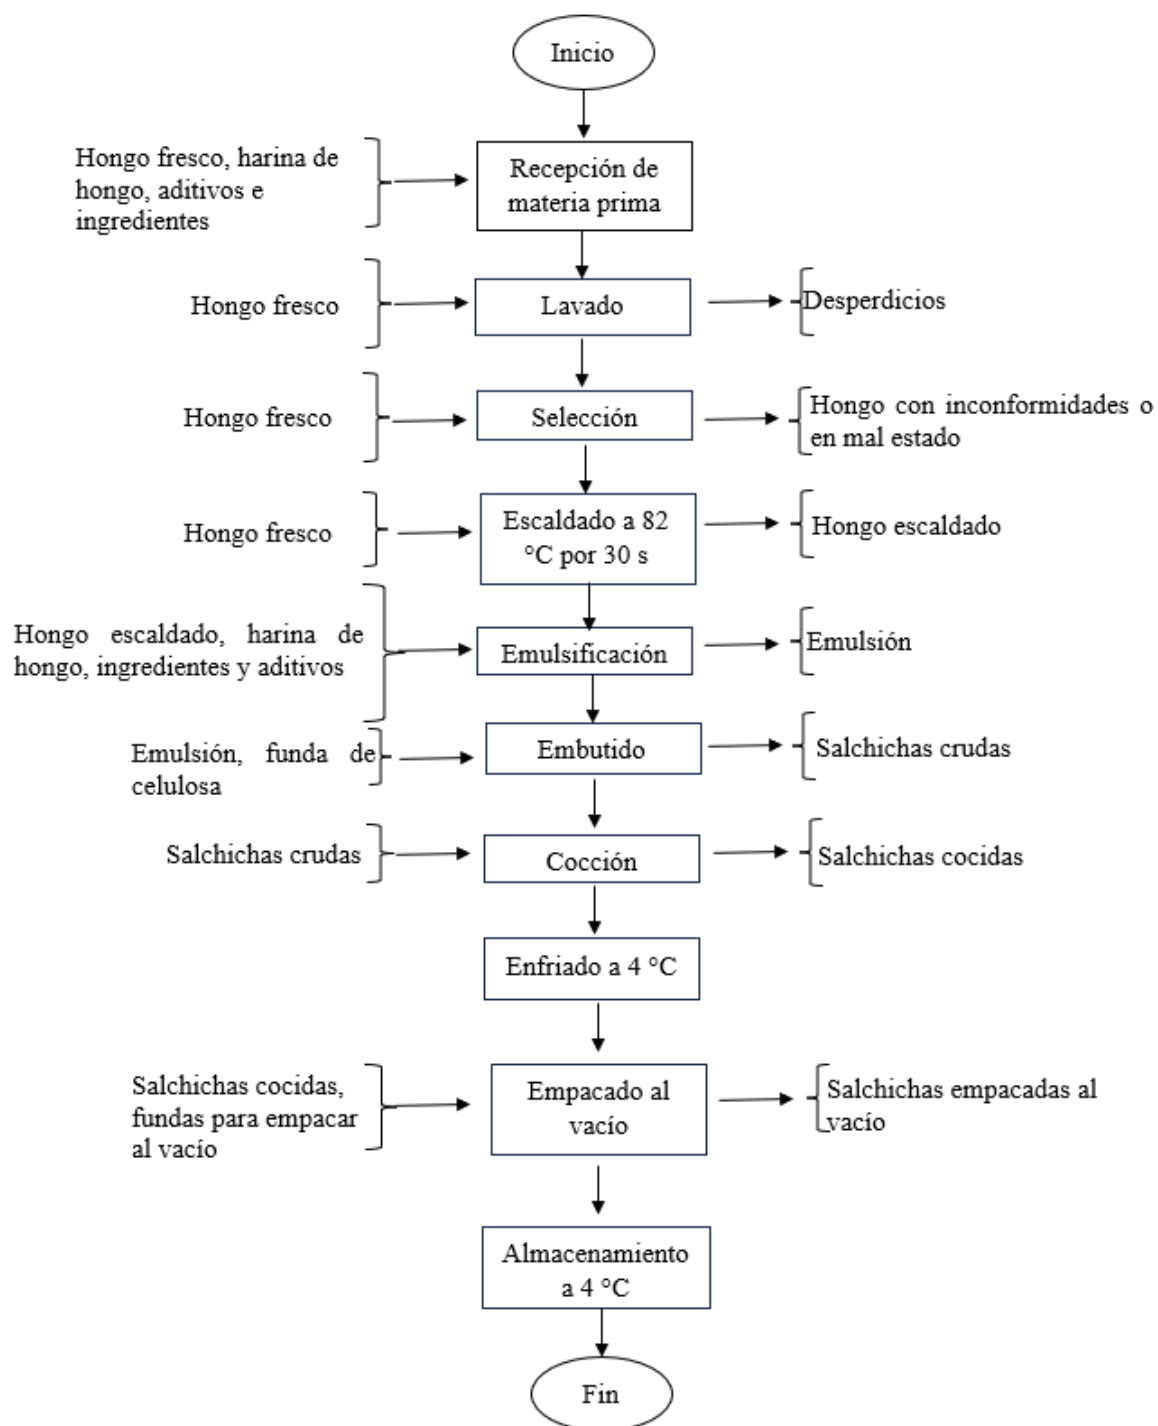 Inicio
Hongo fresco, harina de
hongo, aditivos e
ingredientes
Recepción de
materia prima
Hongo fresco
Lavado
Desperdicios
Hongo fresco
Selección
Hongo con inconformidades o
en mal estado
Hongo fresco
Escaldado a 82
°C por 30 s
Hongo escaldado
Hongo escaldado, harina de
hongo, ingredientes y aditivos
Emulsificación
Emulsión
Emulsión, funda de
celulosa
Embutido
Salchichas crudas
Salchichas crudas
Cocción
Salchichas cocidas
Enfriado a 4 °C
Salchichas cocidas,
fundas para empacar
al vacío
Empacado al
vacío
Salchichas empacadas al
vacío
Almacenamiento
a 4 °C
Fin